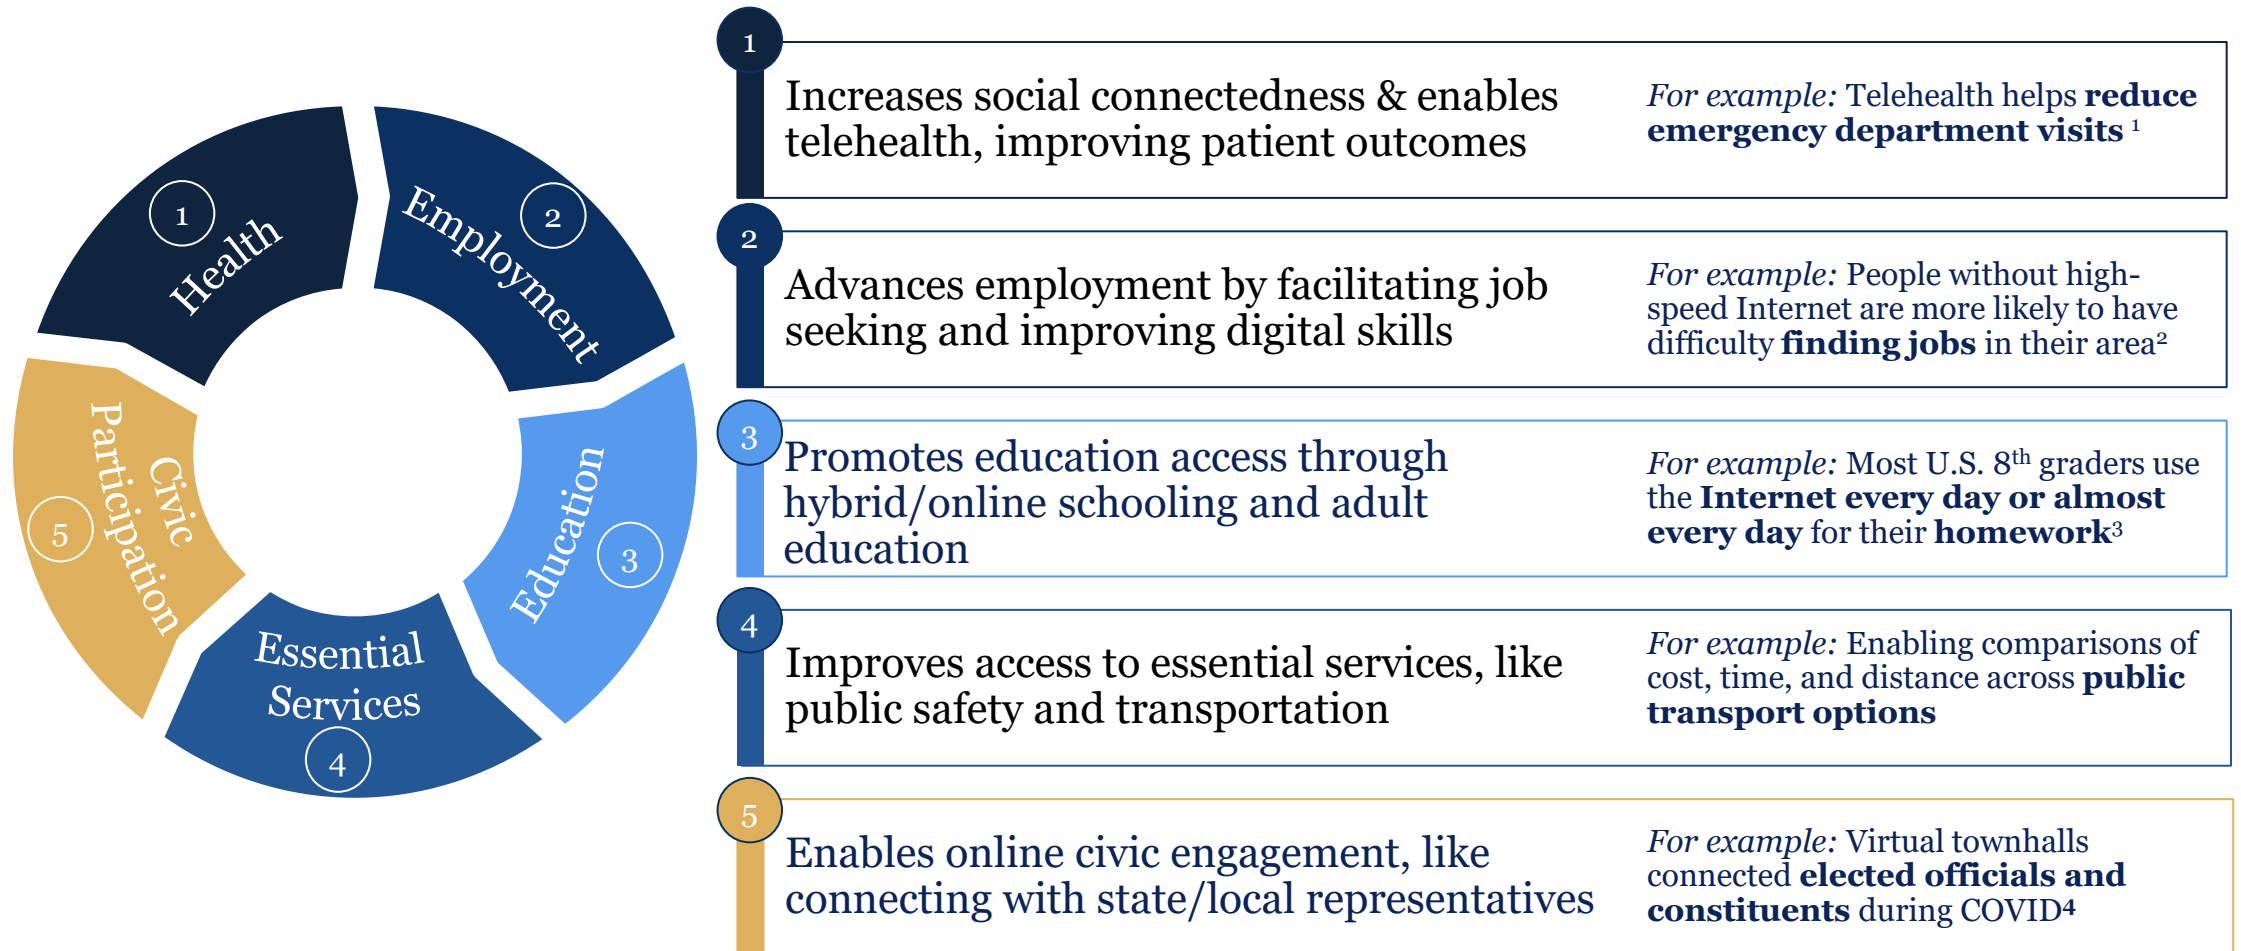 1
Health
2
Employment
3
Education
4
Essential
Services
5
Civic
Participation
1
Increases social connectedness & enables
telehealth, improving patient outcomes
For example: Telehealth helps reduce
emergency department visits ¹
2
Advances employment by facilitating job
seeking and improving digital skills
For example: People without high-
speed Internet are more likely to have
difficulty finding jobs in their area²
3
Promotes education access through
hybrid/online schooling and adult
education
For example: Most U.S. 8th graders use
the Internet every day or almost
every day for their homework³
4
Improves access to essential services, like
public safety and transportation
For example: Enabling comparisons of
cost, time, and distance across public
transport options
5
Enables online civic engagement, like
connecting with state/local representatives
For example: Virtual townhalls
connected elected officials and
constituents during COVID⁴